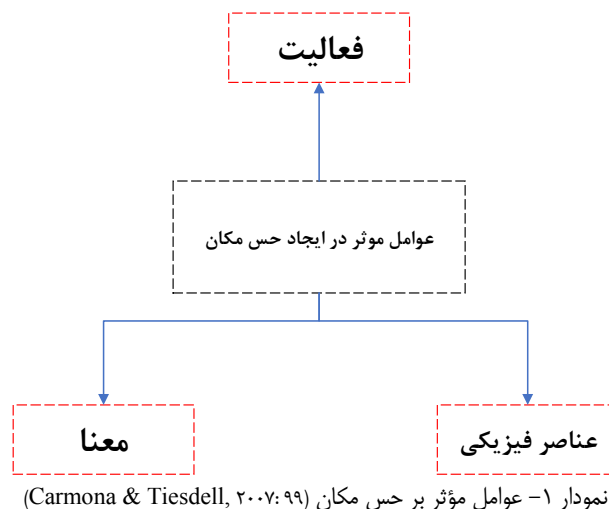 فعالیت
عوامل موثر در ایجاد حس مکان
عناصر فیزیکی
معنا
نمودار ۱- عوامل مؤثر بر حس مکان (Carmona & Tiesdell, ۲۰۰۷:۹۹)